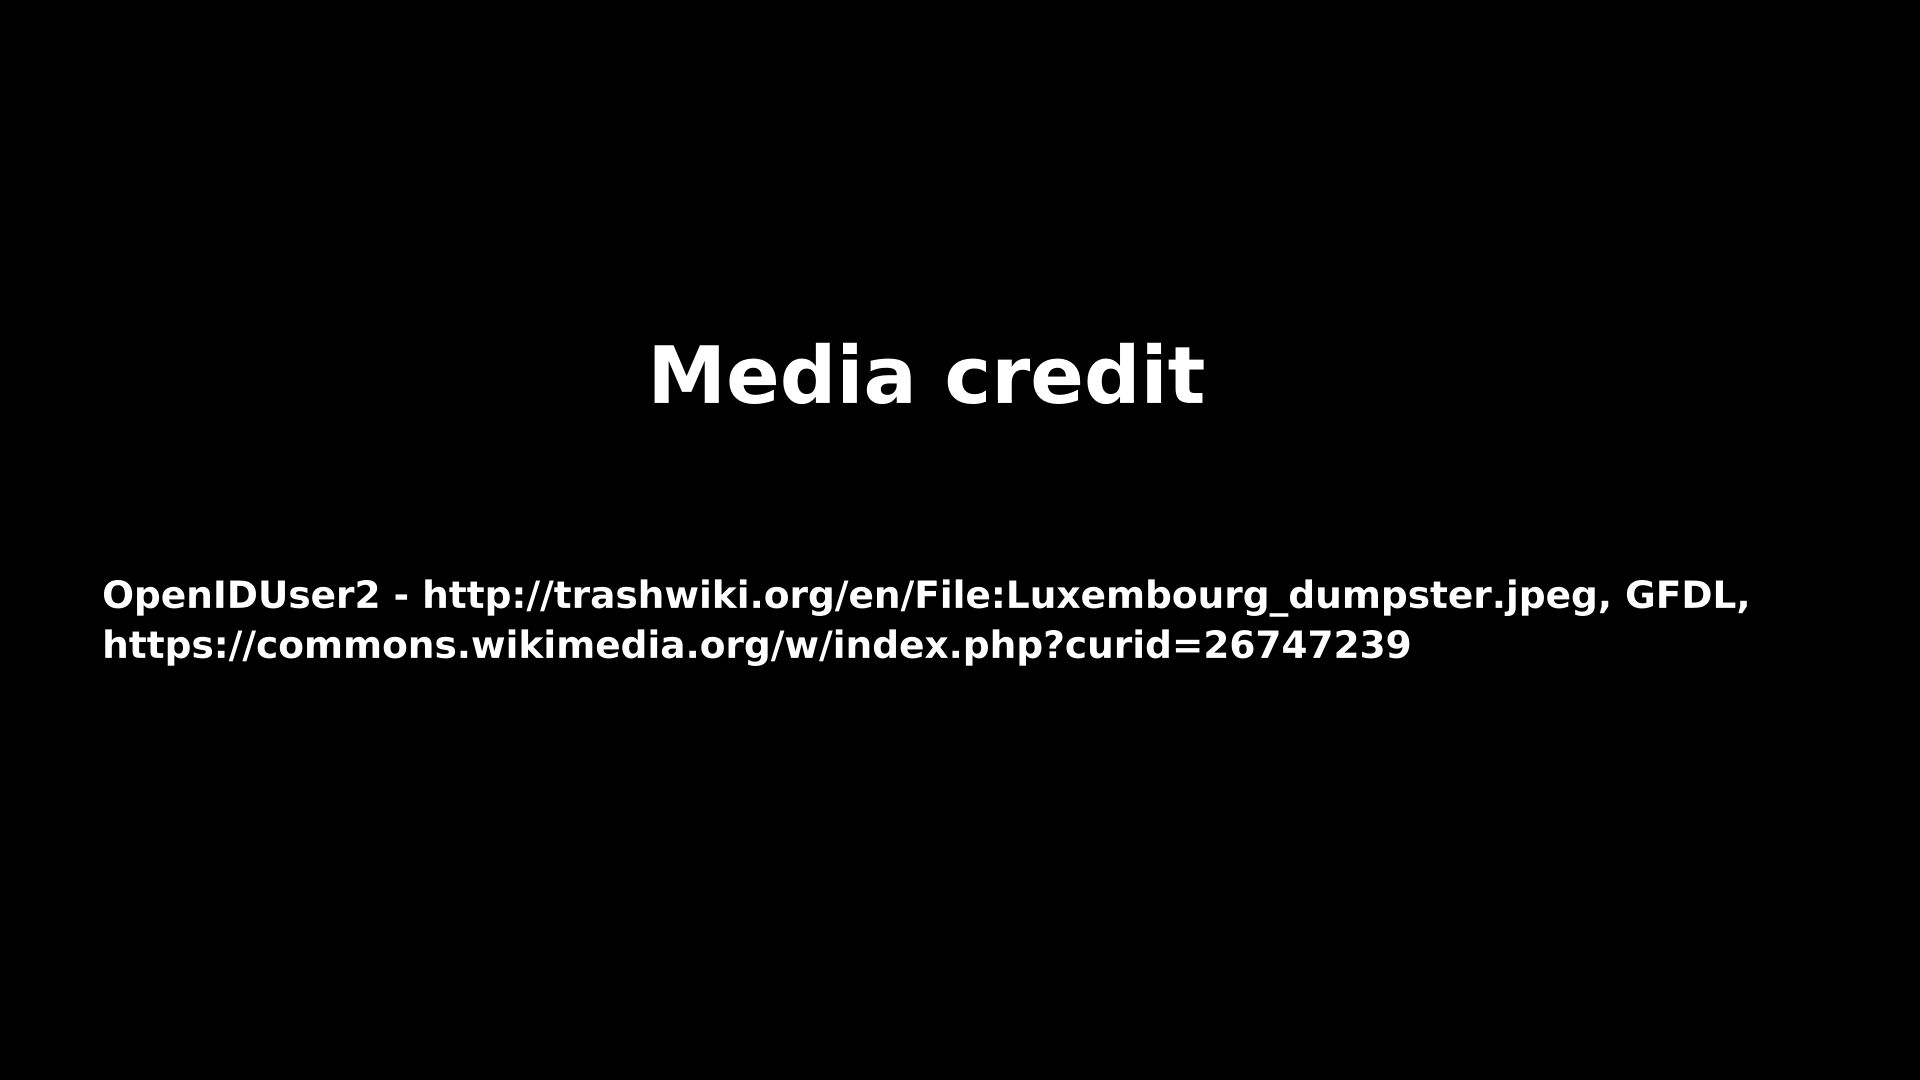 Media credit
OpenIDUser2 - http://trashwiki.org/en/File:Luxembourg_dumpster.jpeg, GFDL,
https://commons.wikimedia.org/w/index.php?curid=26747239